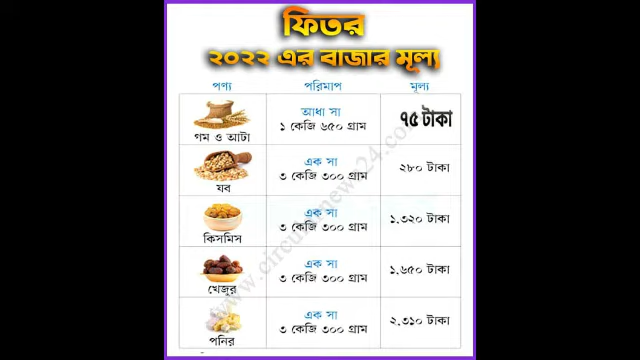 ফিতর
২০২২ এর বাজার মূল্য
পণ্য পরিমাপ মূল্য
গম ও আটা আধা সা ১ কেজি ৬৫০ গ্রাম ৭৫ টাকা
যব এক সা ৩ কেজি ৩০০ গ্রাম ২৮০ টাকা
কিসমিস এক সা ৩ কেজি ৩০০ গ্রাম ১.৩২০ টাকা
খেজুর এক সা ৩ কেজি ৩০০ গ্রাম ১.৬৫০ টাকা
পনির এক সা ৩ কেজি ৩০০ গ্রাম ২.৩১০ টাকা